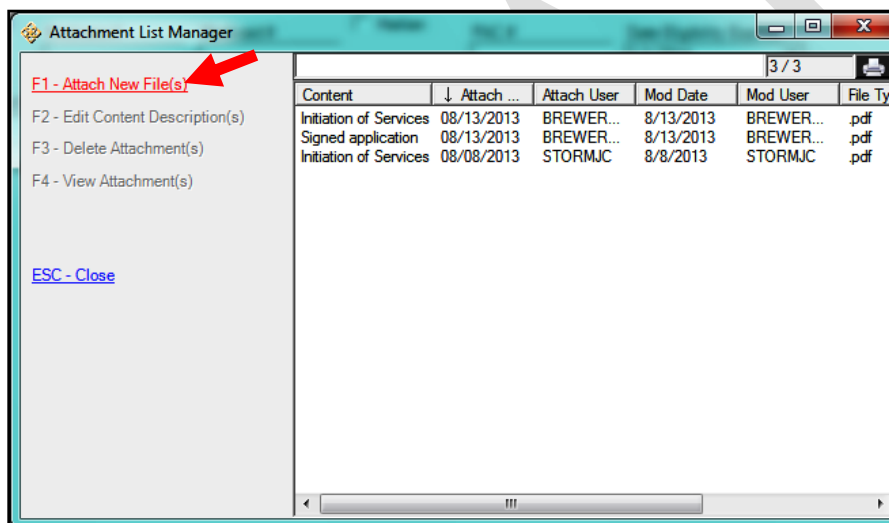 Attachment List Manager
F1 - Attach New File(s)
F2 - Edit Content Description(s)
F3 - Delete Attachment(s)
F4 - View Attachment(s)
ESC - Close
3 / 3
Content ↓ Attach ... Attach User Mod Date Mod User File Ty
Initiation of Services 08/13/2013 BREWER... 8/13/2013 BREWER... .pdf
Signed application 08/13/2013 BREWER... 8/13/2013 BREWER... .pdf
Initiation of Services 08/08/2013 STORMJC 8/8/2013 STORMJC .pdf